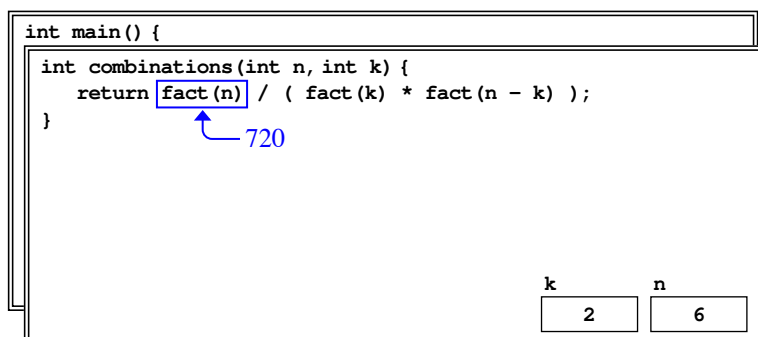 int main() {
int combinations(int n, int k) {
return fact(n) / ( fact(k) * fact(n − k) );
}
720
k n
2 6